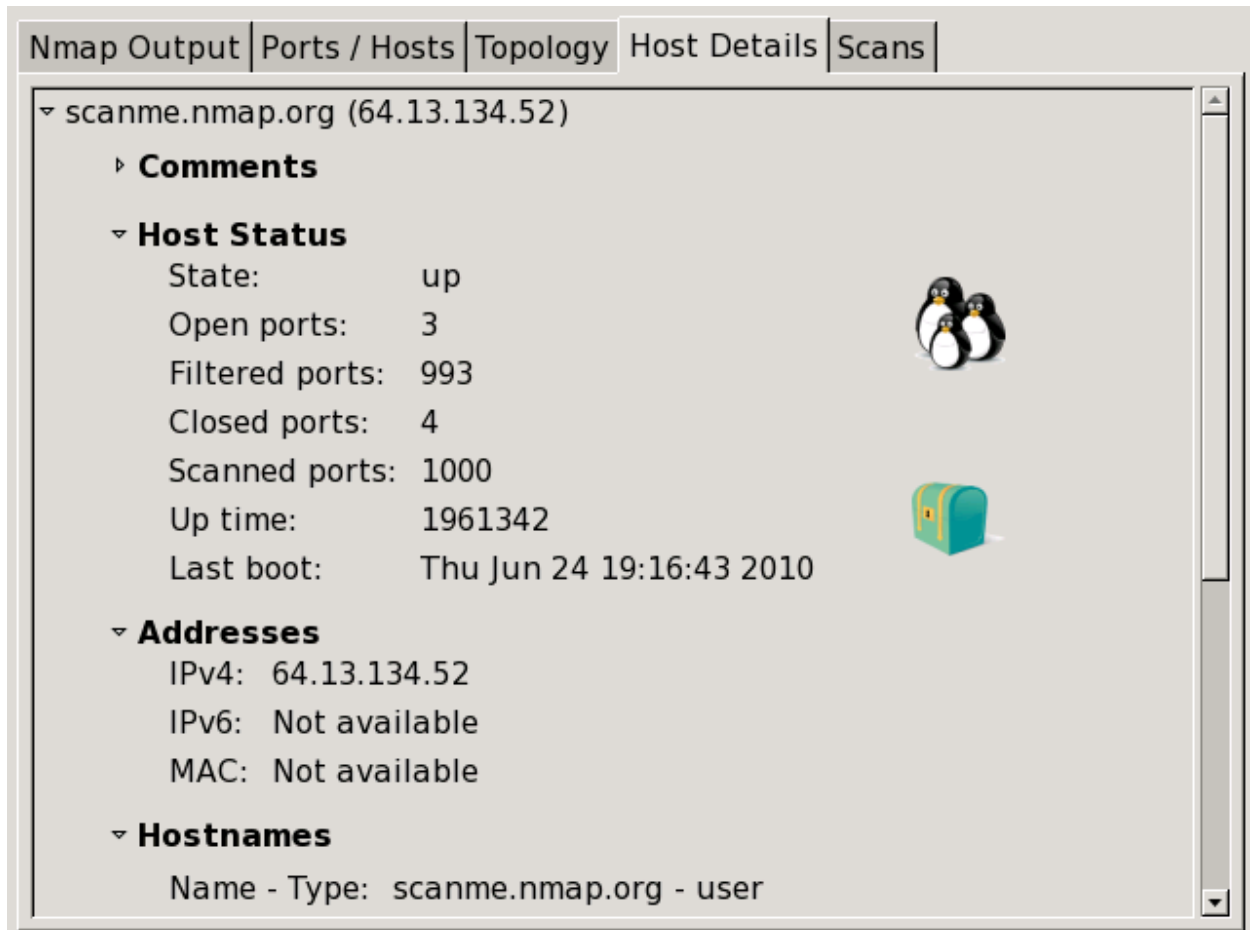 Nmap Output Ports / Hosts Topology Host Details Scans
scanme.nmap.org (64.13.134.52)
Comments
Host Status
State: up
Open ports: 3
Filtered ports: 993
Closed ports: 4
Scanned ports: 1000
Up time: 1961342
Last boot: Thu Jun 24 19:16:43 2010
Addresses
IPv4: 64.13.134.52
IPv6: Not available
MAC: Not available
Hostnames
Name - Type: scanme.nmap.org - user